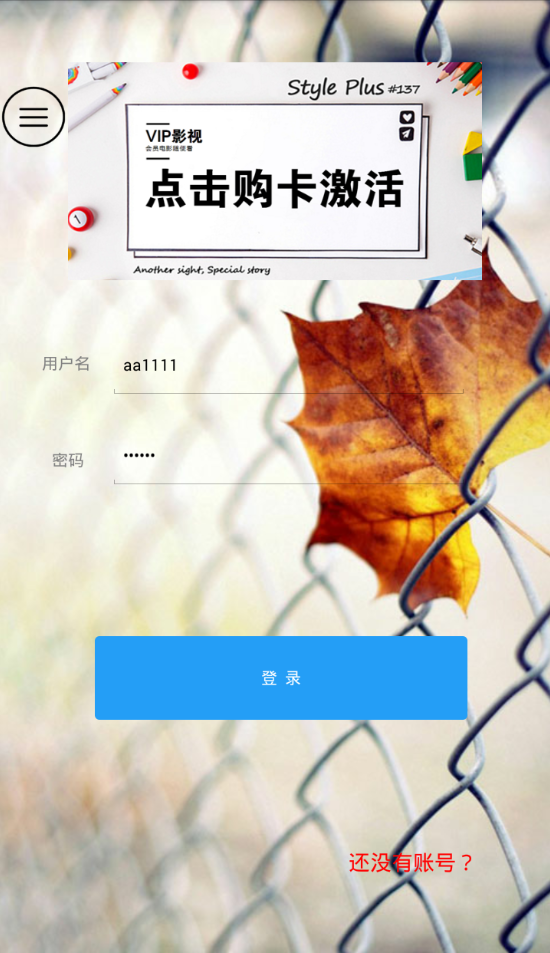 Style Plus #137
VIP影视
会员电影随便看
点击购卡激活
Another sight, Special story
用户名
aa1111
密码
••••••
登 录
还没有账号？